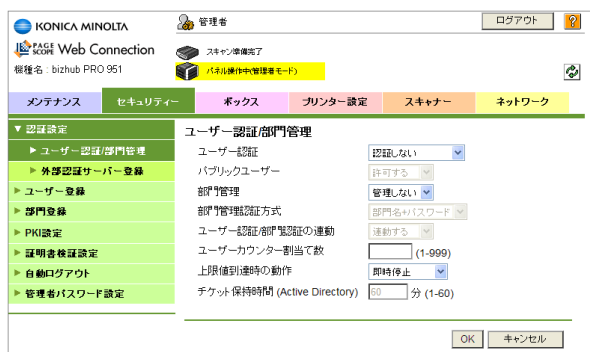 KONICA MINOLTA
管理者
ログアウト
?
PAGE SCOPE Web Connection
スキャン準備完了
機種名 : bizhub PRO 951
パネル操作中(管理者モード)
メンテナンス
セキュリティー
ボックス
プリンター設定
スキャナー
ネットワーク
▼ 認証設定
▶ ユーザー認証/部門管理
▶ 外部認証サーバー登録
▶ ユーザー登録
▶ 部門登録
▶ PKI設定
▶ 証明書検証設定
▶ 自動ログアウト
▶ 管理者パスワード設定
ユーザー認証/部門管理
ユーザー認証 認証しない
パブリックユーザー 許可する
部門管理 管理しない
部門管理認証方式 部門名+パスワード
ユーザー認証/部門認証の連動 連動する
ユーザーカウンター割当て数 (1-999)
上限値到達時の動作 即時停止
チケット保持時間 (Active Directory) 60 分 (1-60)
OK
キャンセル